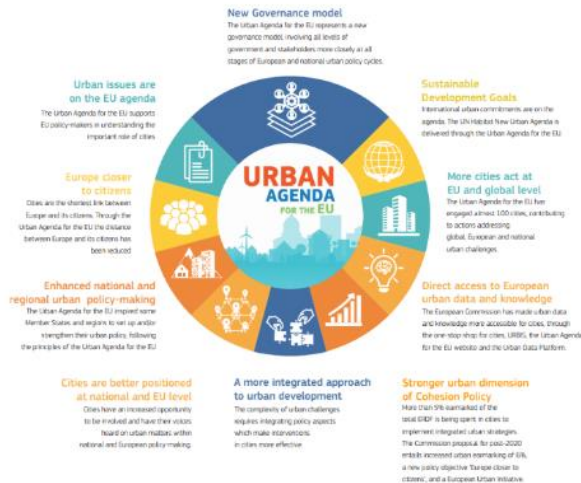 New Governance model
The Urban Agenda for the EU represents a new
governance model, involving all levels of
government and stakeholders more closely at all
stages of European and national urban policy cycles.
Urban issues are
on the EU agenda
The Urban Agenda for the EU supports
EU policy-makers in understanding the
important role of cities
Sustainable
Development Goals
International urban commitments are on the
agenda. The UN Habitat New Urban Agenda is
delivered through the Urban Agenda for the EU.
Europe closer
to citizens
Cities are the shortest link between
Europe and its citizens. Through the
Urban Agenda for the EU the distance
between Europe and its citizens has
been reduced
URBAN
AGENDA
FOR THE EU
More cities act at
EU and global level
The Urban Agenda for the EU has
engaged almost 100 cities, contributing
to actions addressing
global, European and national
urban challenges.
Enhanced national and
regional urban policy-making
The Urban Agenda for the EU inspired some
Member States and regions to set up and/or
strengthen their urban policy, following
the principles of the Urban Agenda for the EU
Direct access to European
urban data and knowledge
The European Commission has made urban data
and knowledge more accessible for cities, through
the one-stop shop for cities, URBIS, the Urban Agenda
for the EU website and the Urban Data Platform.
Cities are better positioned
at national and EU level
Cities have an increased opportunity
to be involved and have their voices
heard on urban matters within
national and European policy-making.
A more integrated approach
to urban development
The complexity of urban challenges
requires integrating policy aspects
which make interventions
in cities more effective.
Stronger urban dimension
of Cohesion Policy
More than 9% earmarked of the
total ERDF is being spent in cities to
implement integrated urban strategies.
The Commission proposal for post-2020
entails increased urban earmarking of 6%,
a new policy objective 'Europe closer to
citizens', and a European Urban Initiative